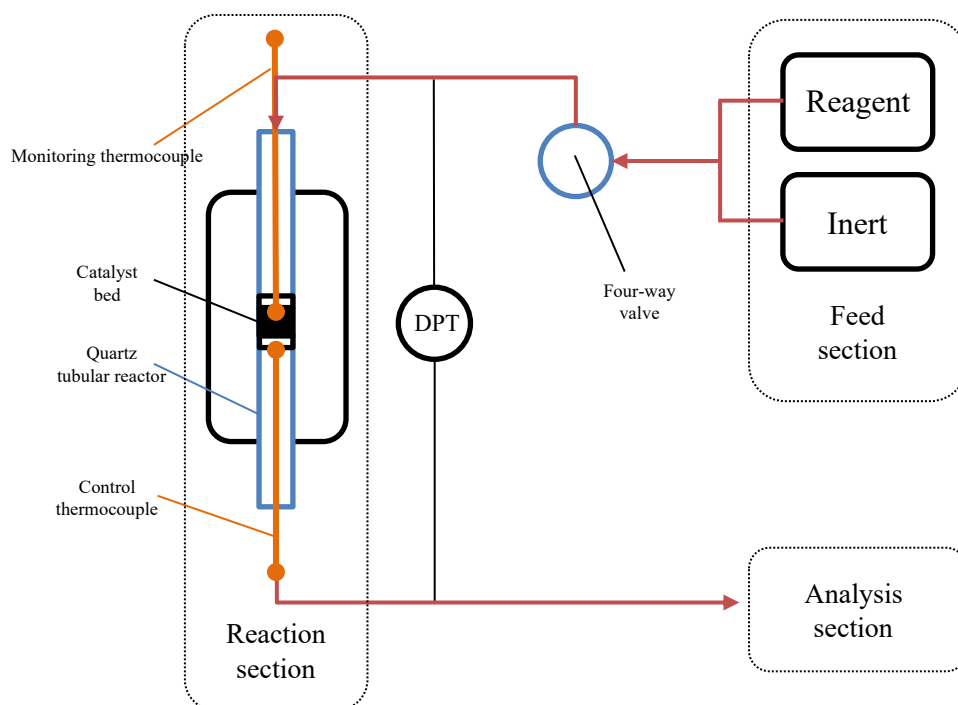 Monitoring thermocouple
Catalyst
bed
Quartz
tubular reactor
Control
thermocouple
Reaction
section
DPT
Four-way
valve
Reagent
Inert
Feed
section
Analysis
section